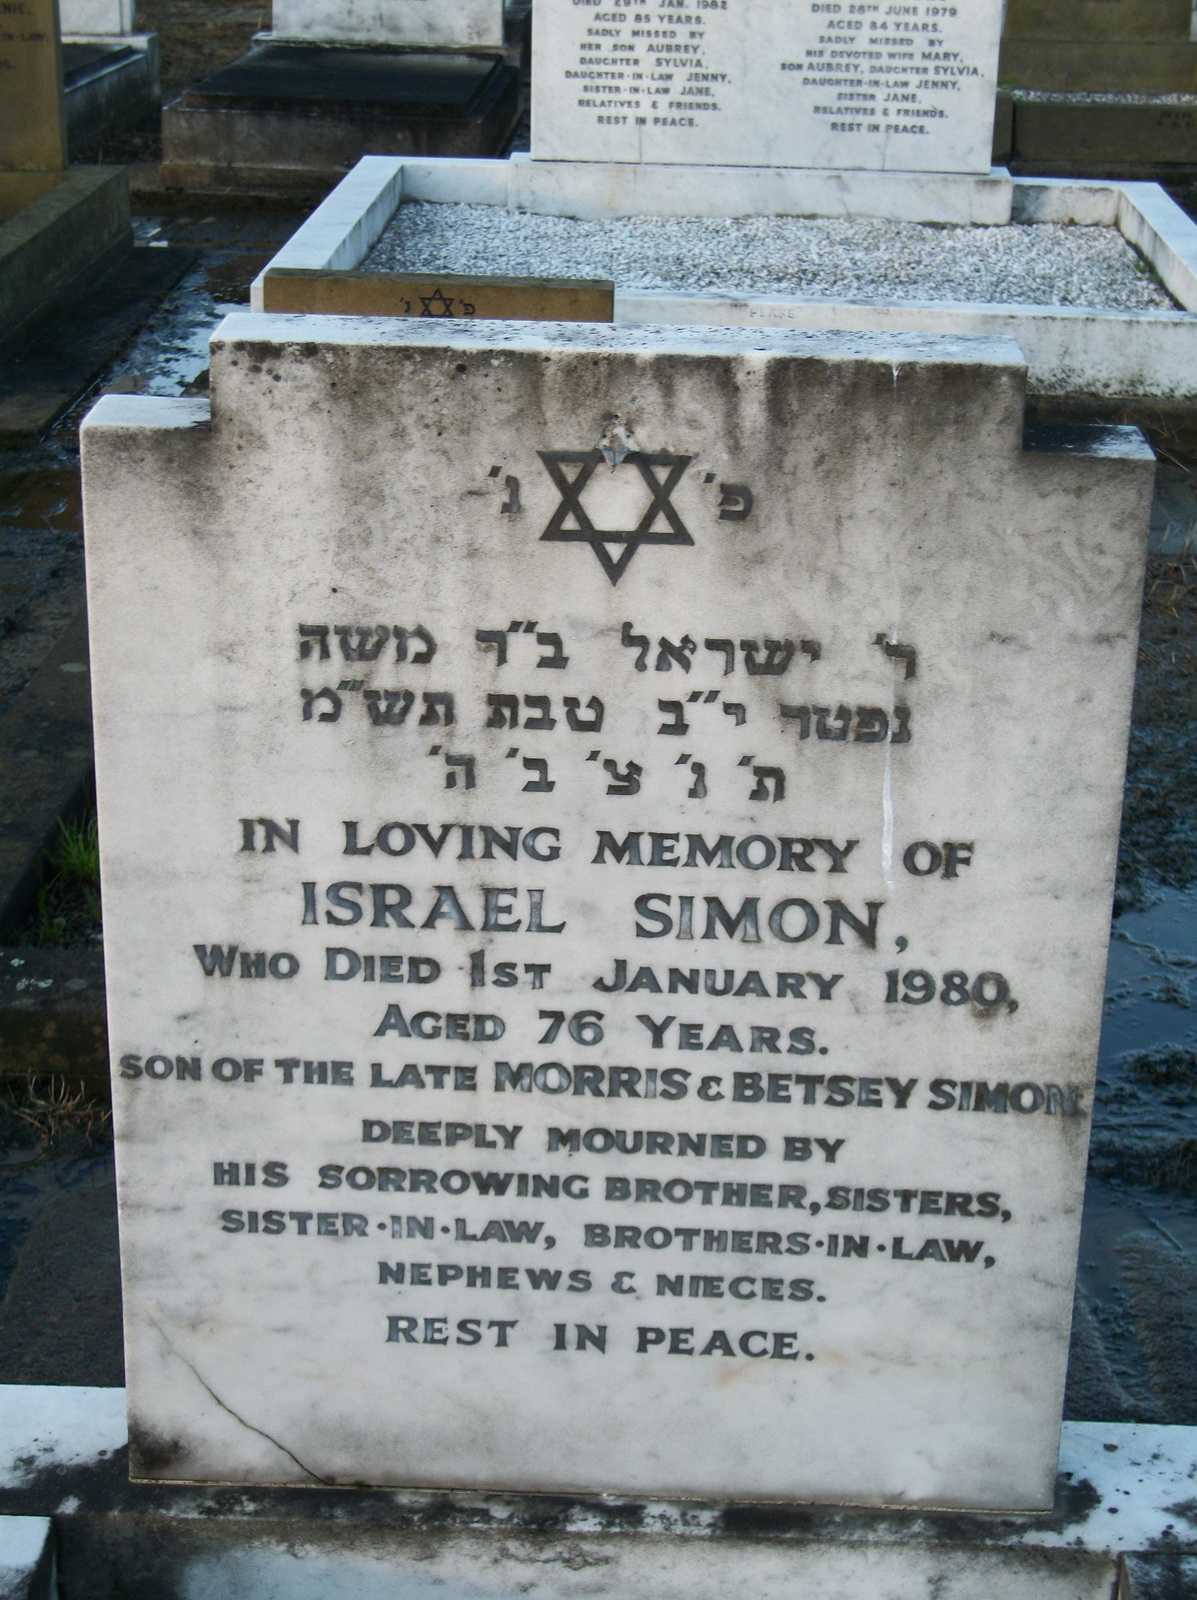 DIED 29TH JAN. 1982
AGED 85 YEARS.
SADLY MISSED BY
HER SON AUBREY,
DAUGHTER SYLVIA,
DAUGHTER-IN-LAW JENNY,
SISTER-IN-LAW JANE,
RELATIVES & FRIENDS.
REST IN PEACE.
DIED 28TH JUNE 1979
AGED 84 YEARS.
SADLY MISSED BY
HIS DEVOTED WIFE MARY,
SON AUBREY, DAUGHTER SYLVIA,
DAUGHTER-IN-LAW JENNY,
SISTER JANE,
RELATIVES & FRIENDS.
REST IN PEACE.
פ׳ נ׳
פ׳ נ׳
ר׳ ישראל ב״ר משה
נפטר י״ב טבת תש״מ
ת׳ נ׳ צ׳ ב׳ ה׳
IN LOVING MEMORY OF
ISRAEL SIMON,
WHO DIED 1ST JANUARY 1980,
AGED 76 YEARS.
SON OF THE LATE MORRIS & BETSEY SIMON.
DEEPLY MOURNED BY
HIS SORROWING BROTHER, SISTERS,
SISTER-IN-LAW, BROTHERS-IN-LAW,
NEPHEWS & NIECES.
REST IN PEACE.